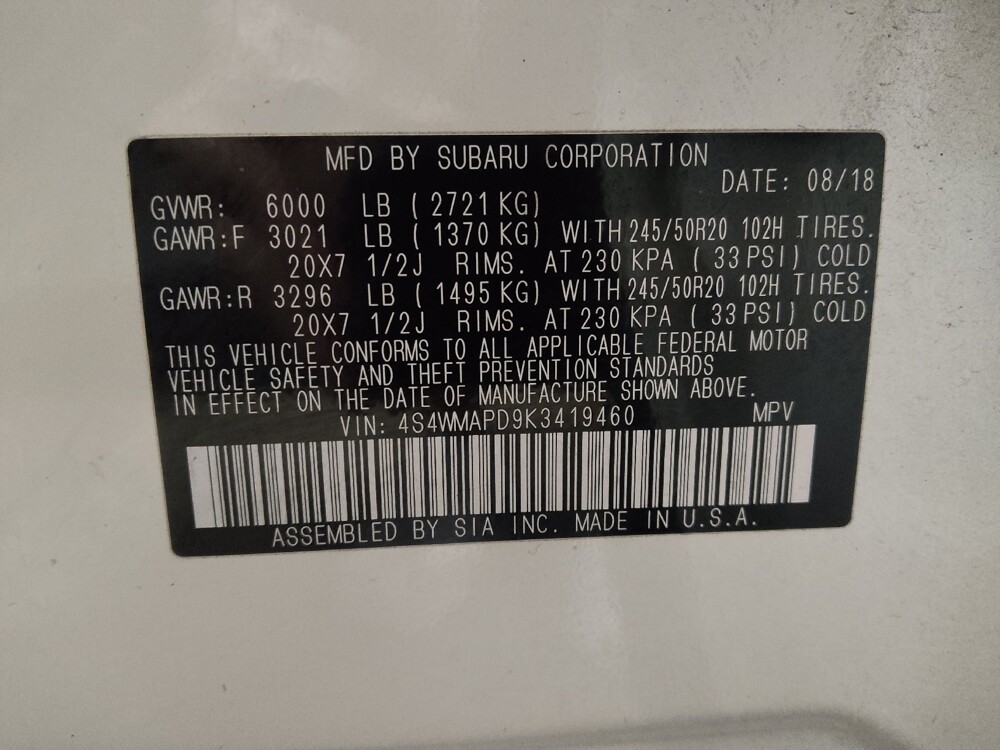 MFD BY SUBARU CORPORATION
DATE: 08/18
GVWR: 6000 LB (2721 KG)
GAWR:F 3021 LB (1370 KG) WITH 245/50R20 102H TIRES.
20X7 1/2J RIMS. AT 230 KPA (33 PSI) COLD
GAWR:R 3296 LB (1495 KG) WITH 245/50R20 102H TIRES.
20X7 1/2J RIMS. AT 230 KPA (33 PSI) COLD
THIS VEHICLE CONFORMS TO ALL APPLICABLE FEDERAL MOTOR
VEHICLE SAFETY AND THEFT PREVENTION STANDARDS
IN EFFECT ON THE DATE OF MANUFACTURE SHOWN ABOVE.
VIN: 4S4WMAPD9K3419460 MPV
ASSEMBLED BY SIA INC. MADE IN U.S.A.